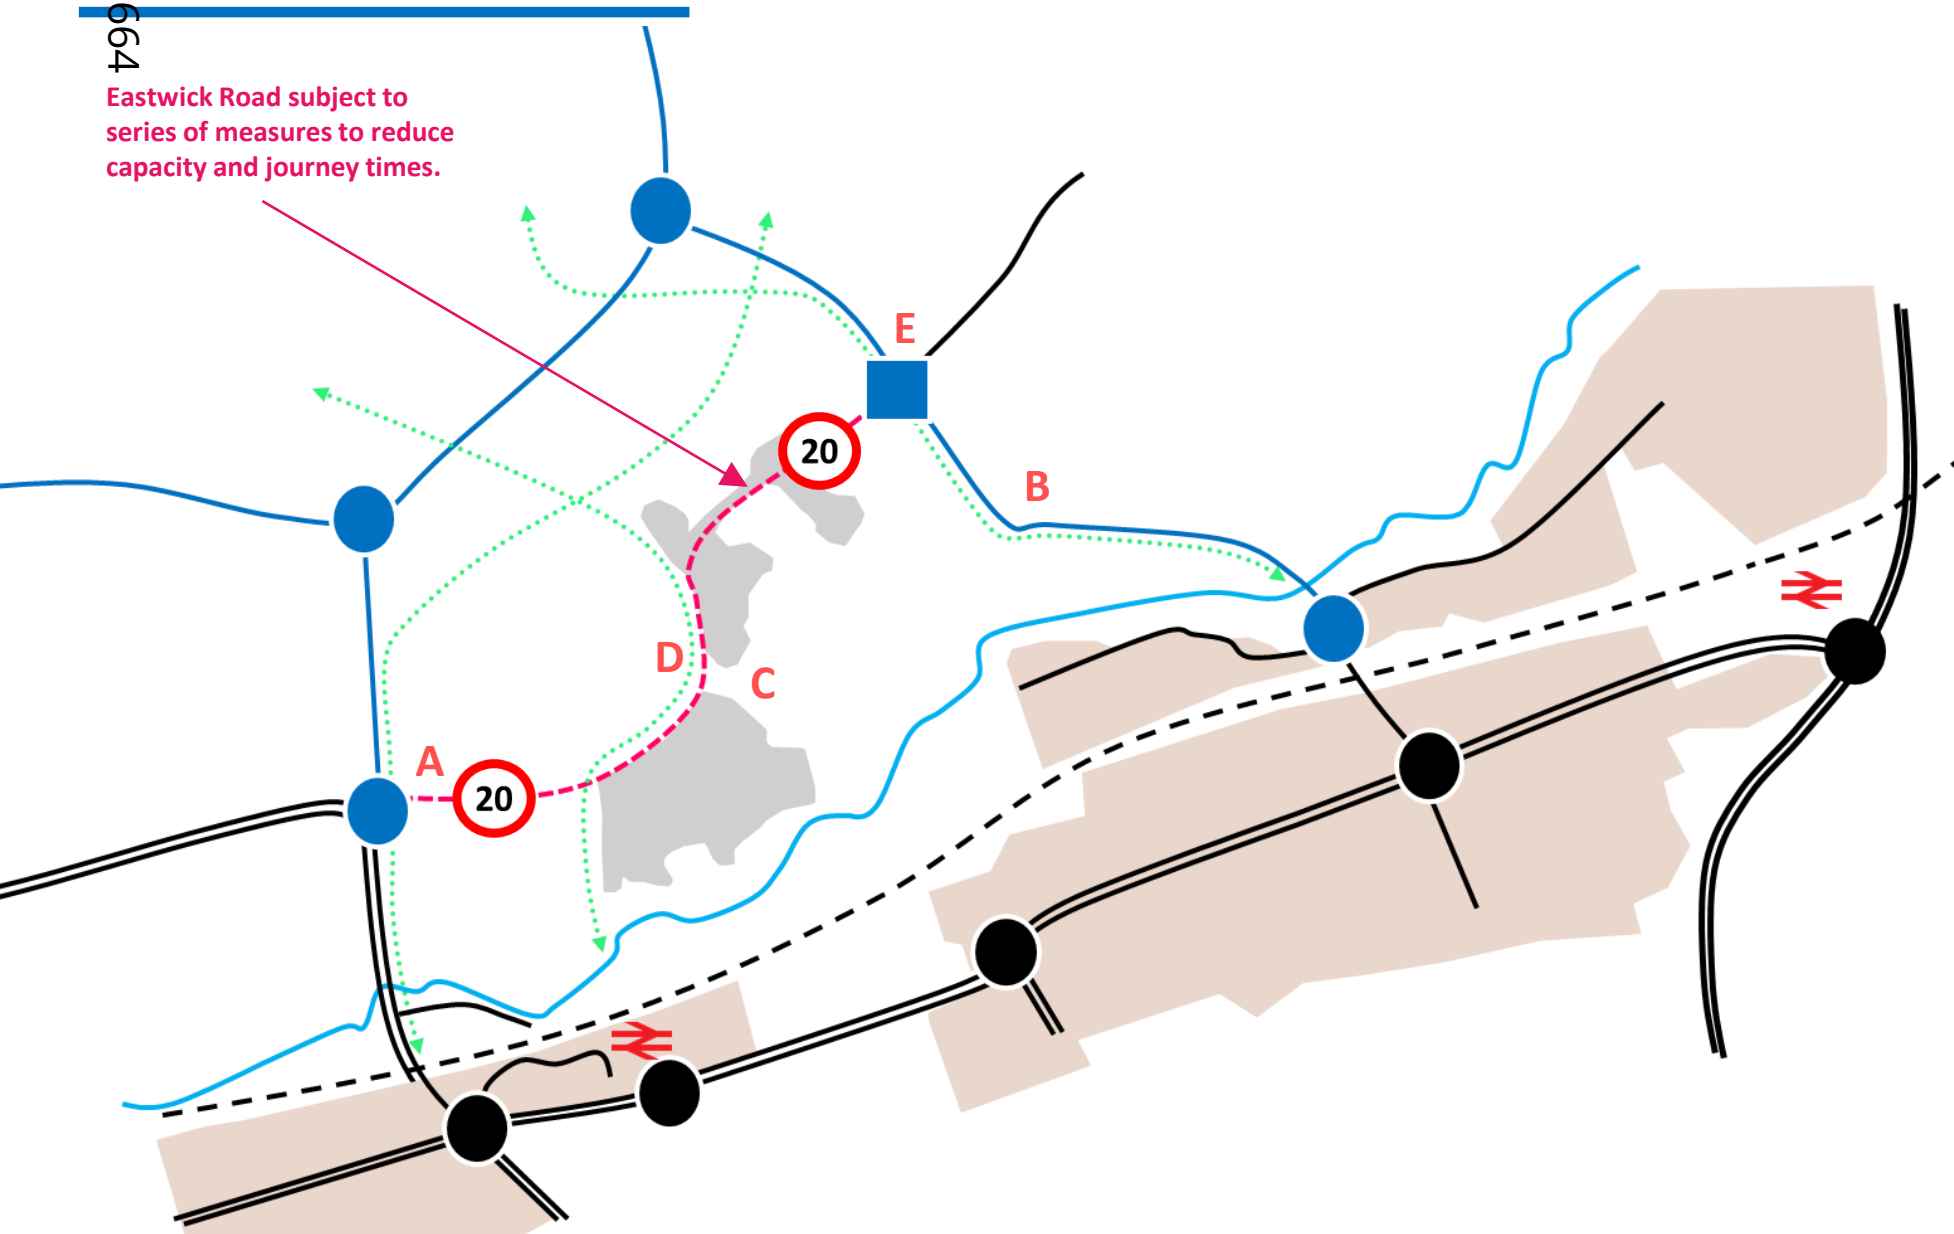 664
Eastwick Road subject to
series of measures to reduce
capacity and journey times.
E
20
B
D
C
A
20